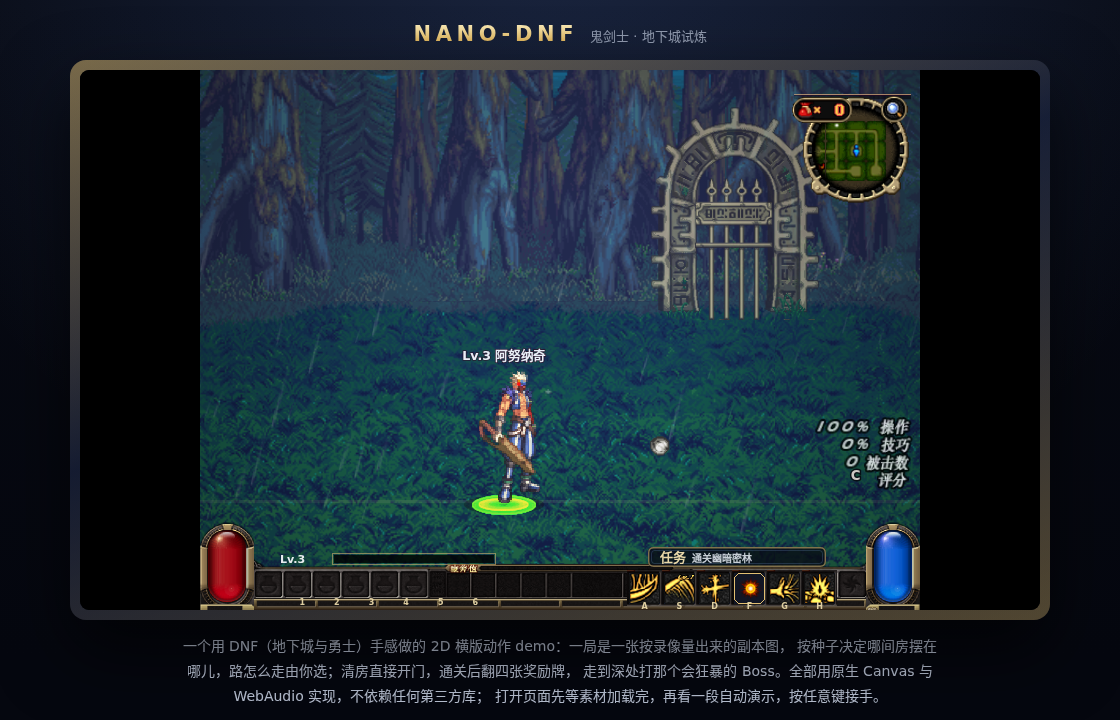 NANO-DNF 鬼剑士 · 地下城试炼
× 0
Lv.3 阿努纳奇
100% 操作
0% 技巧
0 被击数
C 评分
Lv.3
任务 通关幽暗密林
疲劳值
1 2 3 4 5 6 A S D F G H
一个用 DNF（地下城与勇士）手感做的 2D 横版动作 demo：一局是一张按录像量出来的副本图， 按种子决定哪间房摆在
哪儿，路怎么走由你选；清房直接开门，通关后翻四张奖励牌， 走到深处打那个会狂暴的 Boss。全部用原生 Canvas 与
WebAudio 实现，不依赖任何第三方库； 打开页面先等素材加载完，再看一段自动演示，按任意键接手。